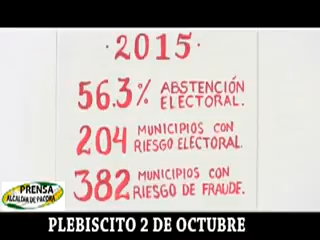 · 2015 ·
56.3% ABSTENCIÓN
ELECTORAL.
204 MUNICIPIOS CON
RIESGO ELECTORAL.
382 MUNICIPIOS CON
RIESGO DE FRAUDE.
PRENSA
ALCALDIA DE PACORA
PLEBISCITO 2 DE OCTUBRE